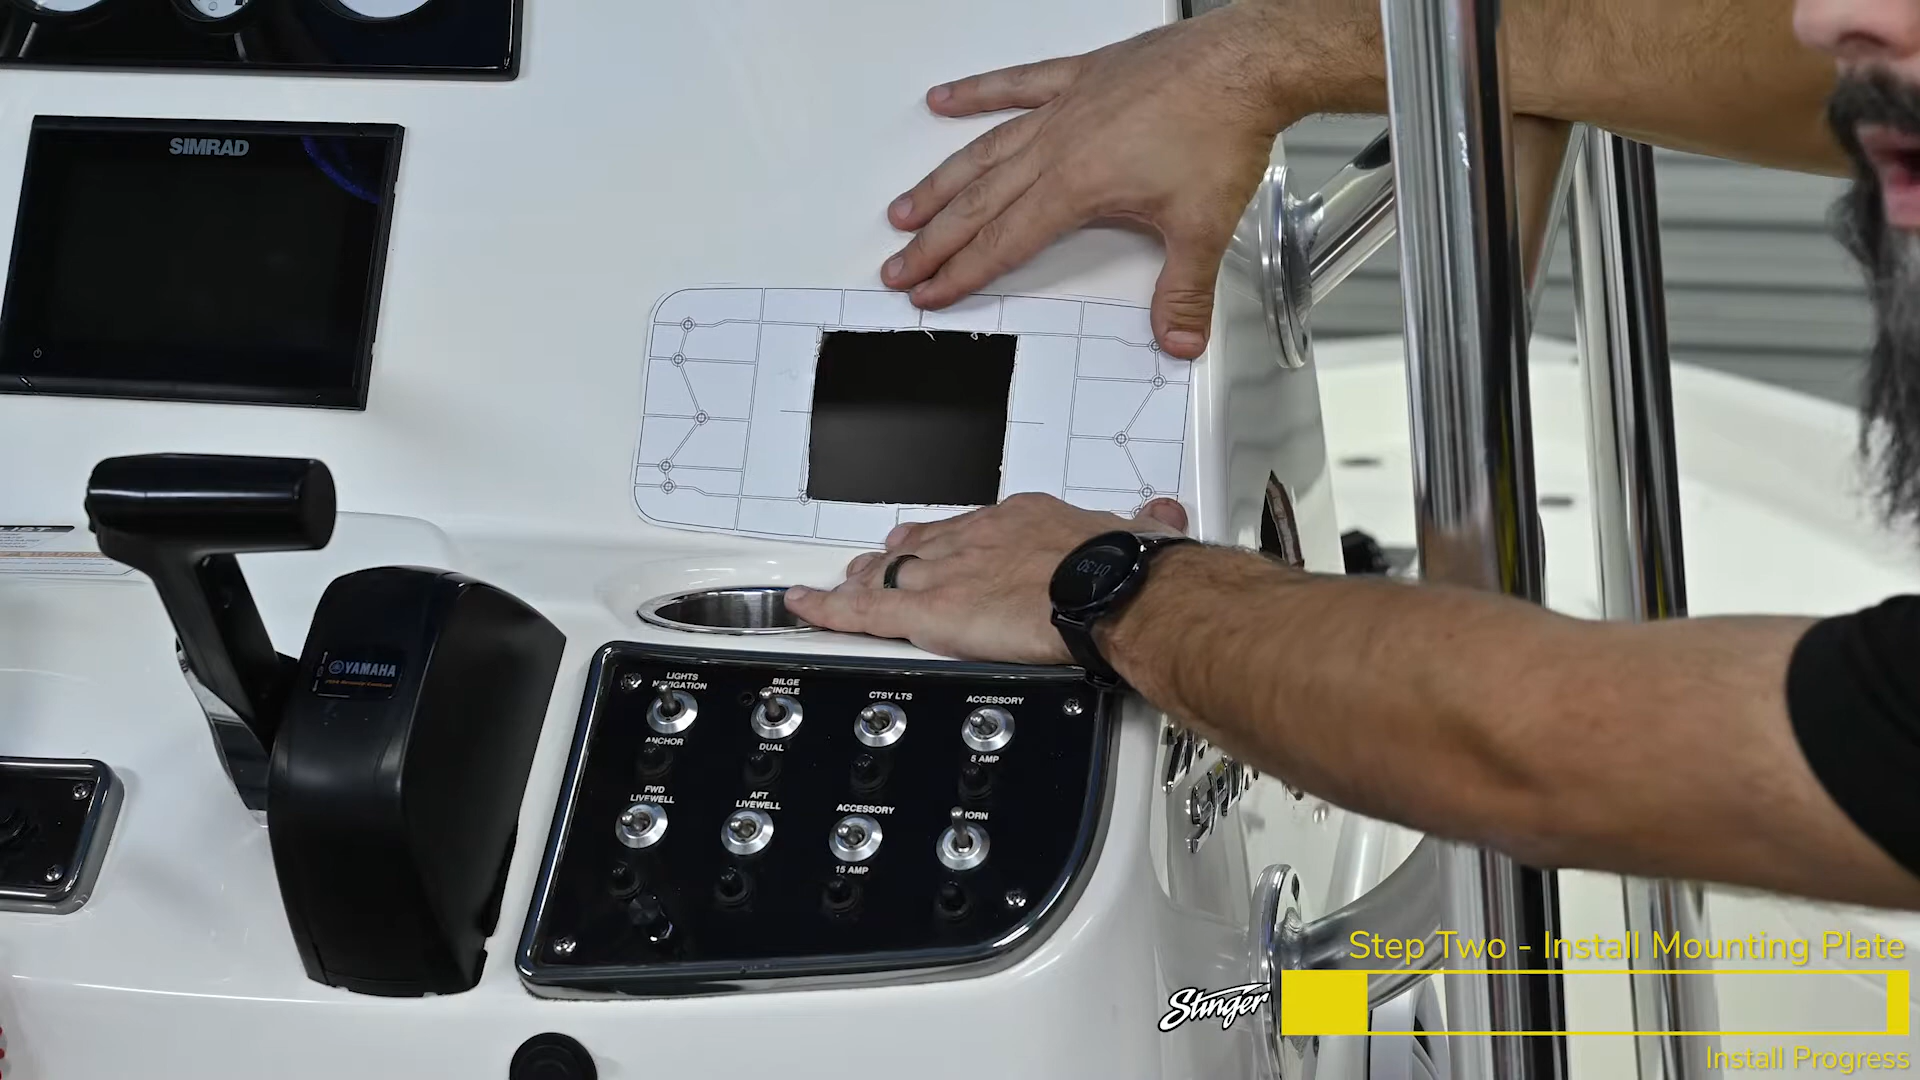 SIMRAD
01:30
YAMAHA
LIGHTS
NAVIGATION
ANCHOR
BILGE
SINGLE
DUAL
CTSY LTS
ACCESSORY
5 AMP
FWD
LIVEWELL
AFT
LIVEWELL
ACCESSORY
15 AMP
HORN
Step Two - Install Mounting Plate
Stinger
Install Progress